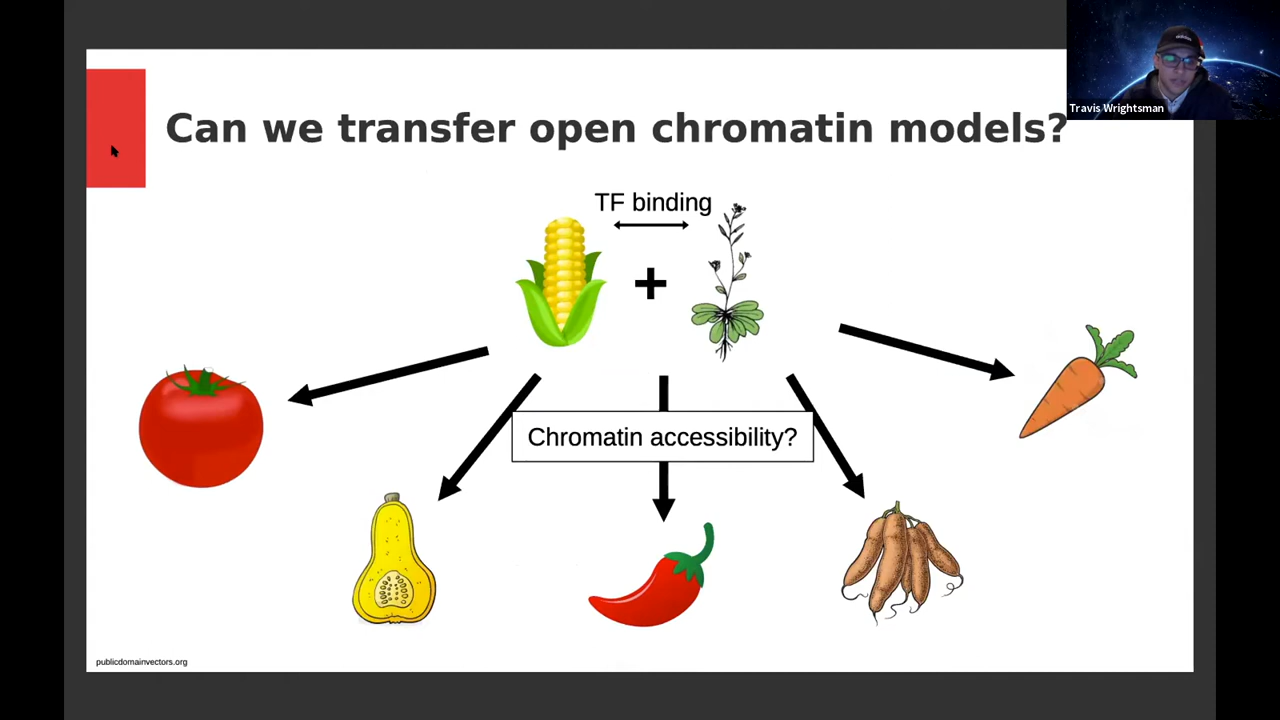 Travis Wrightsman
Can we transfer open chromatin models?
TF binding
+
Chromatin accessibility?
publicdomainvectors.org